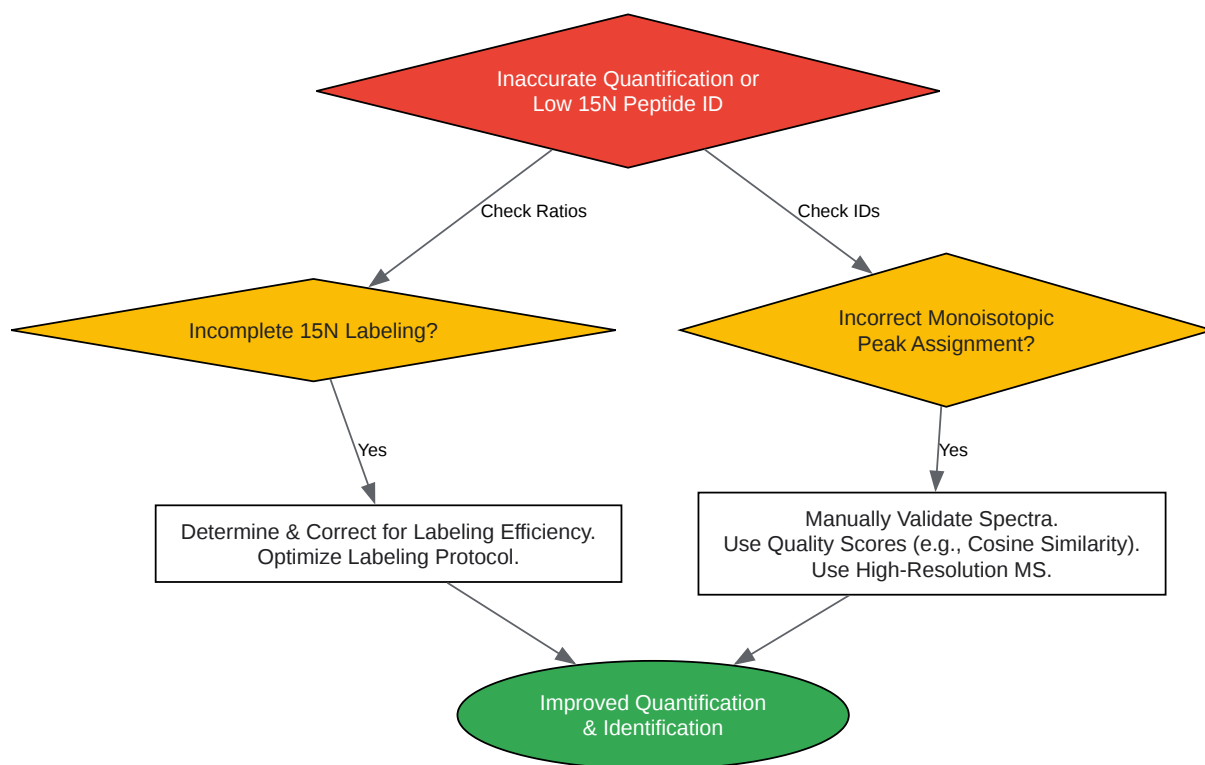 Inaccurate Quantification or
Low 15N Peptide ID
Check Ratios
Check IDs
Incomplete 15N Labeling?
Incorrect Monoisotopic
Peak Assignment?
Yes
Yes
Determine & Correct for Labeling Efficiency.
Optimize Labeling Protocol.
Manually Validate Spectra.
Use Quality Scores (e.g., Cosine Similarity).
Use High-Resolution MS.
Improved Quantification
& Identification